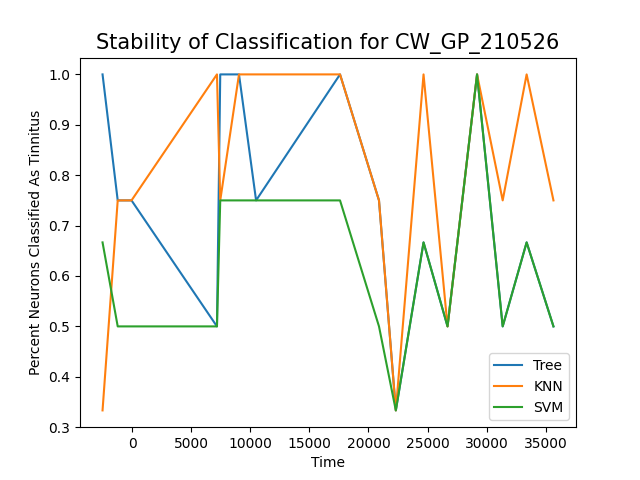 Stability of Classification for CW_GP_210526
Percent Neurons Classified As Tinnitus
1.0
0.9
0.8
0.7
0.6
0.5
0.4
0.3
0 5000 10000 15000 20000 25000 30000 35000
Time
Tree
KNN
SVM